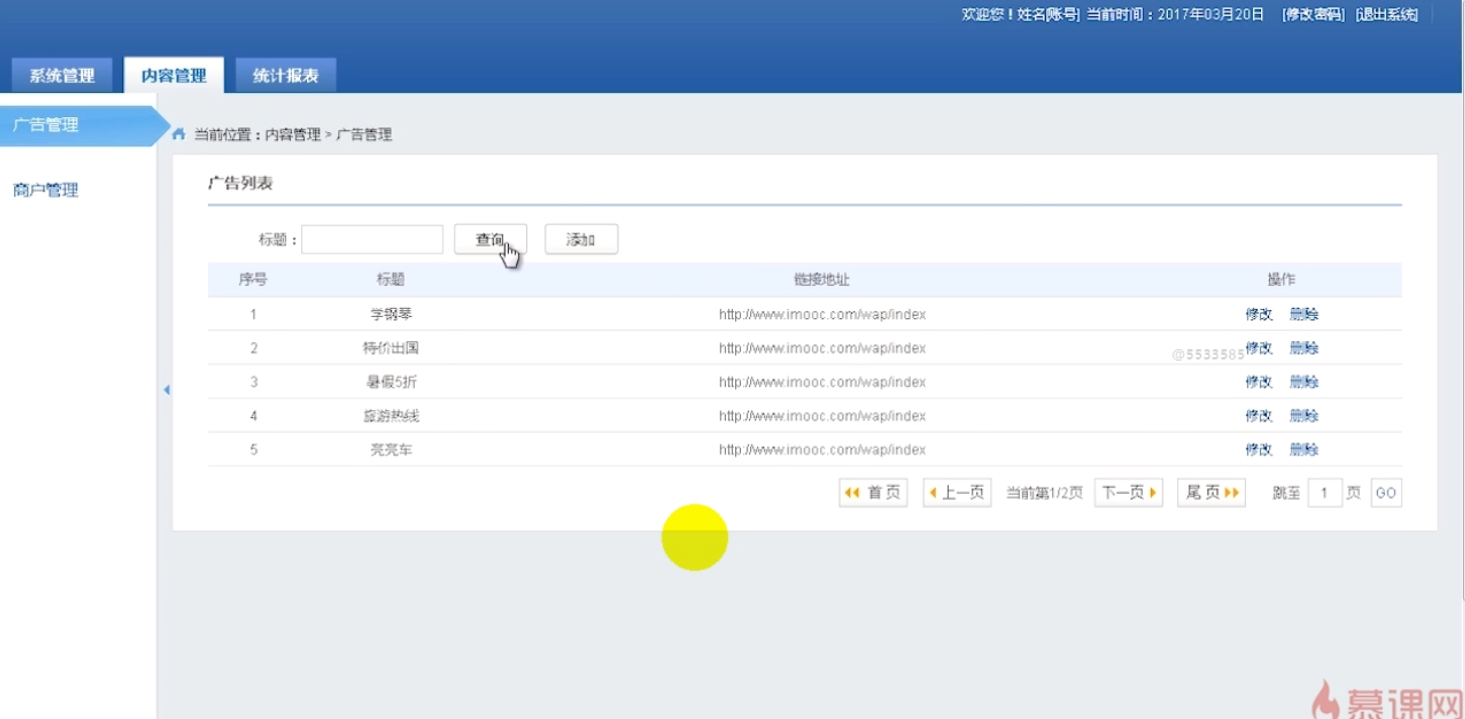 欢迎您！姓名[账号] 当前时间：2017年03月20日 [修改密码] [退出系统]
系统管理 内容管理 统计报表
广告管理
当前位置：内容管理 > 广告管理
商户管理
广告列表
标题： 查询 添加
序号 标题 链接地址 操作
1 学钢琴 http://www.imooc.com/wap/index 修改 删除
2 特价出国 http://www.imooc.com/wap/index 修改 删除
@5533585
3 暑假5折 http://www.imooc.com/wap/index 修改 删除
4 旅游热线 http://www.imooc.com/wap/index 修改 删除
5 亮亮车 http://www.imooc.com/wap/index 修改 删除
首 页 上一页 当前第1/2页 下一页 尾 页 跳至 1 页 GO
慕课网